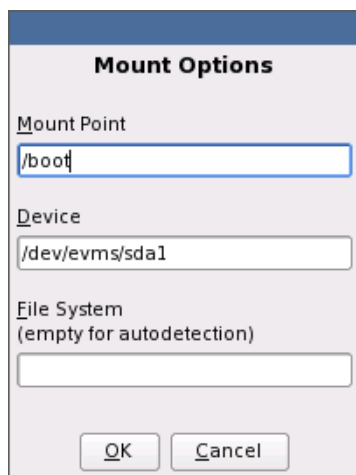 Mount Options
Mount Point
/boot
Device
/dev/evms/sda1
File System
(empty for autodetection)
OK
Cancel